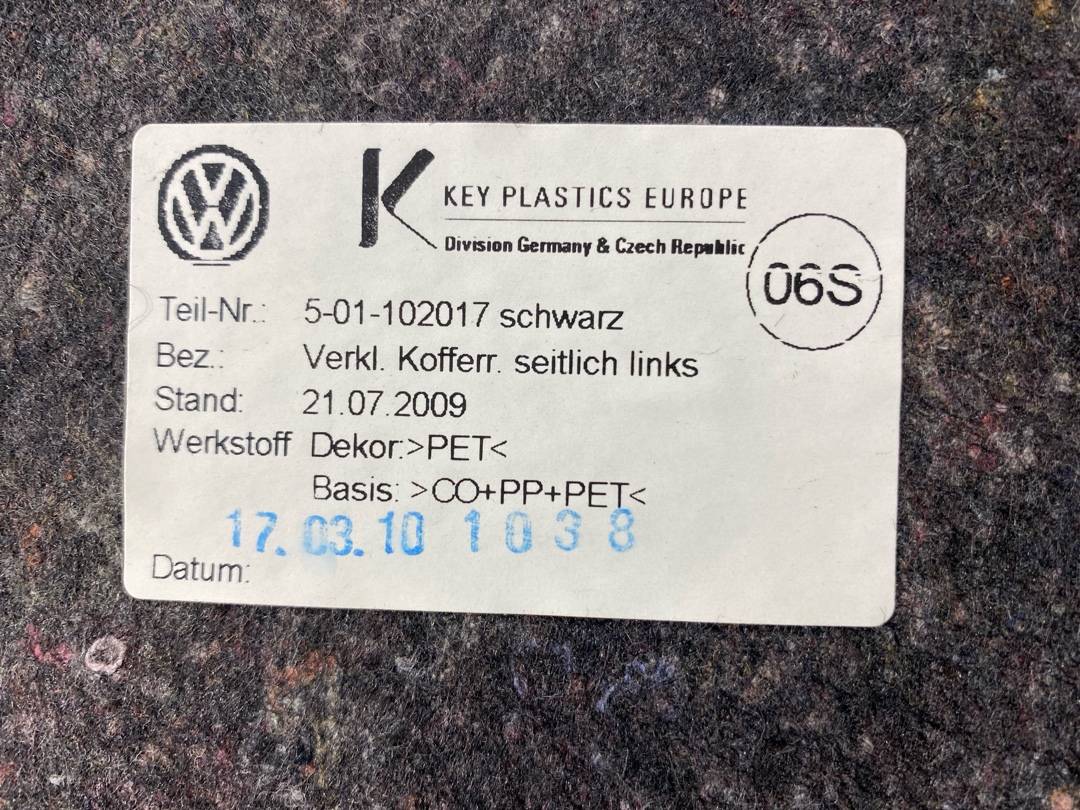 KEY PLASTICS EUROPE
Division Germany & Czech Republic
06S
Teil-Nr.: 5-01-102017 schwarz
Bez.: Verkl. Kofferr. seitlich links
Stand: 21.07.2009
Werkstoff Dekor:>PET<
Basis: >CO+PP+PET<
17.03.10 1038
Datum: